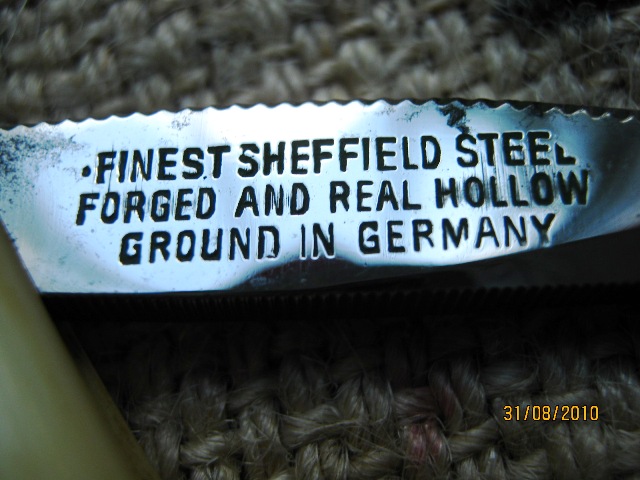 ·FINEST SHEFFIELD STEEL
FORGED AND REAL HOLLOW
GROUND IN GERMANY
31/08/2010